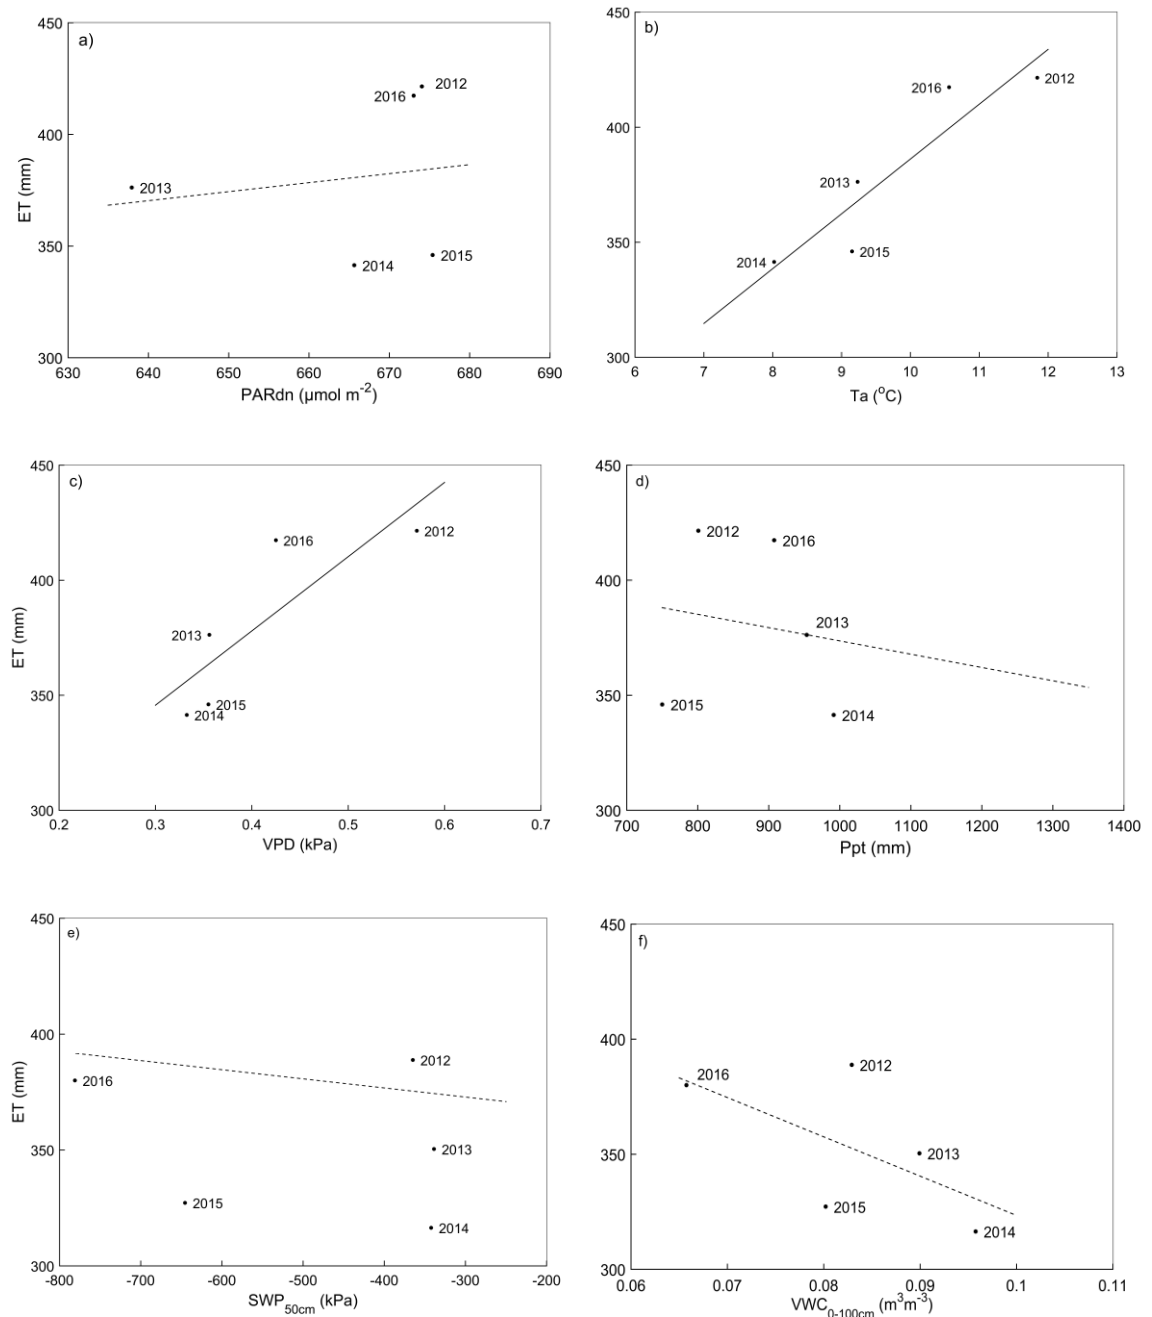 a)
450
400
350
300
ET (mm)
2012
2016
2013
2014
2015
630 640 650 660 670 680 690
PARdn (µmol m⁻²)
b)
450
400
350
300
2016
2012
2013
2014
2015
6 7 8 9 10 11 12 13
Ta (°C)
c)
450
400
350
300
ET (mm)
2016
2012
2013
2015
2014
0.2 0.3 0.4 0.5 0.6 0.7
VPD (kPa)
d)
450
400
350
300
2012
2016
2013
2015
2014
700 800 900 1000 1100 1200 1300 1400
Ppt (mm)
e)
450
400
350
300
ET (mm)
2012
2016
2013
2015
2014
-800 -700 -600 -500 -400 -300 -200
SWP50cm (kPa)
f)
450
400
350
300
2016
2012
2013
2015
2014
0.06 0.07 0.08 0.09 0.1 0.11
VWC0-100cm (m³m⁻³)